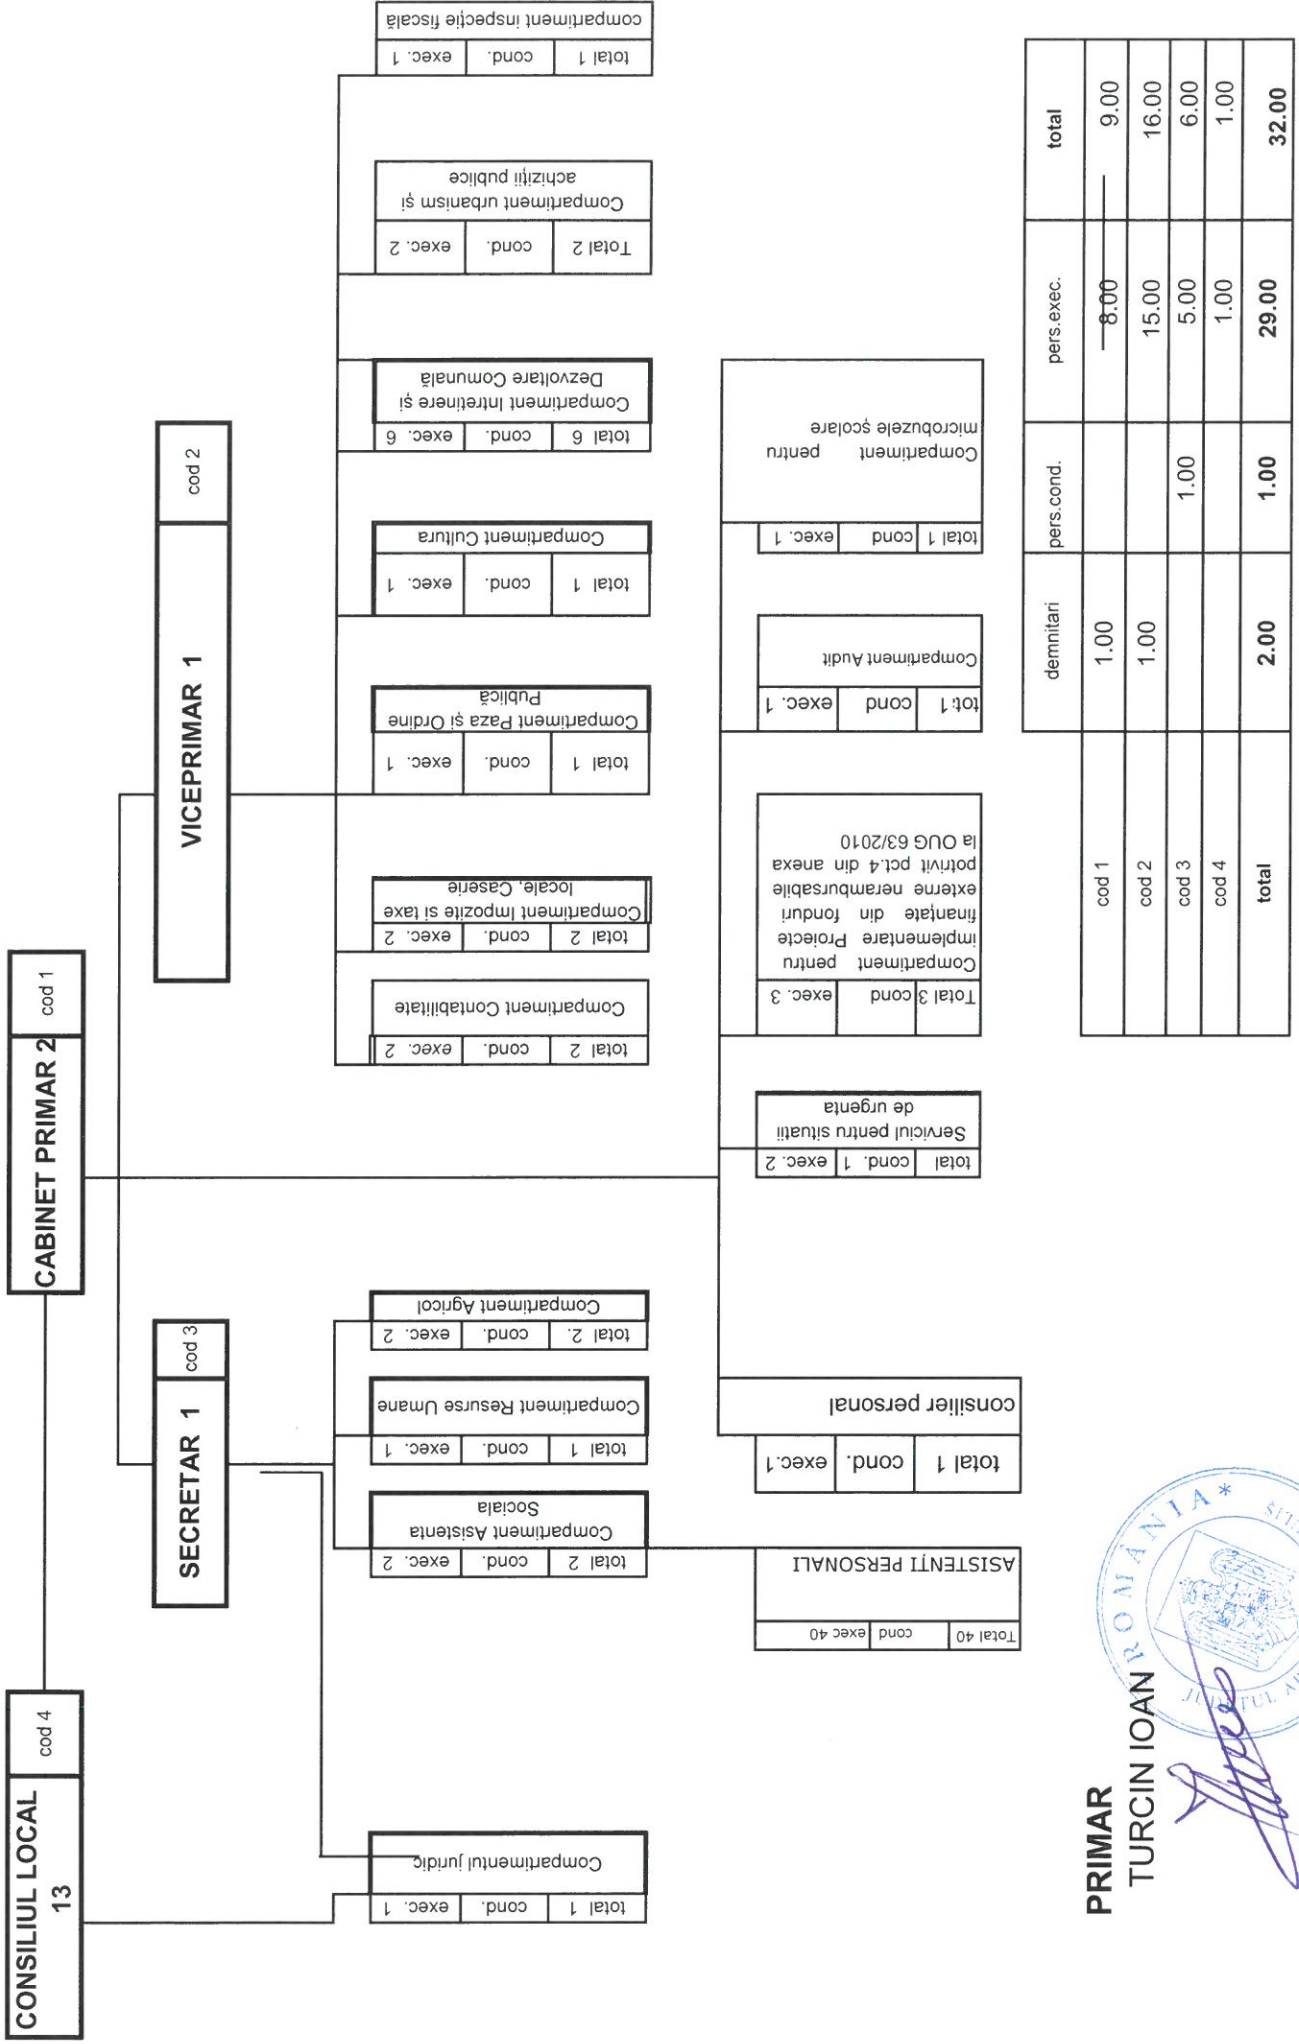 CONSILIUL LOCAL
13
cod 4
CABINET PRIMAR 2
cod 1
SECRETAR 1
cod 3
VICEPRIMAR 1
cod 2
Compartimentul juridic
total 1
cond.
exec. 1
Compartiment Asistenta
Sociala
total 2
cond.
exec. 2
Compartiment Resurse Umane
total 1
cond.
exec. 1
Compartiment Agricol
total 2.
cond.
exec. 2
Compartiment Contabilitate
total 2
cond.
exec. 2
Compartiment Impozite si taxe
locale, Caserie
total 2
cond.
exec. 2
Compartiment Paza și Ordine
Publică
total 1
cond.
exec. 1
Compartiment Cultura
total 1
cond.
exec. 1
Compartiment Intretinere și
Dezvoltare Comunală
total 6
cond.
exec. 6
Compartiment urbanism și
achiziții publice
Total 2
cond.
exec. 2
compartiment inspecție fiscală
total 1
cond.
exec. 1
ASISTENȚI PERSONALI
Total 40
cond
exec 40
consilier personal
total 1
cond.
exec.1
Serviciul pentru situatii
de urgenta
total
cond. 1
exec. 2
Compartiment pentru
implementare Proiecte
finanțate din fonduri
externe nerambursabile
potrivit pct.4 din anexa
la OUG 63/2010
Total 3
cond
exec. 3
Compartiment Audit
tot 1
cond
exec. 1
Compartiment pentru
microbuzele școlare
total 1
cond
exec. 1
demnitari pers.cond. pers.exec. total
cod 1 1.00 8.00 9.00
cod 2 1.00 15.00 16.00
cod 3 1.00 5.00 6.00
cod 4 1.00 1.00
total 2.00 1.00 29.00 32.00
PRIMAR
TURCIN IOAN
* ROMÂNIA *
JUDEȚUL